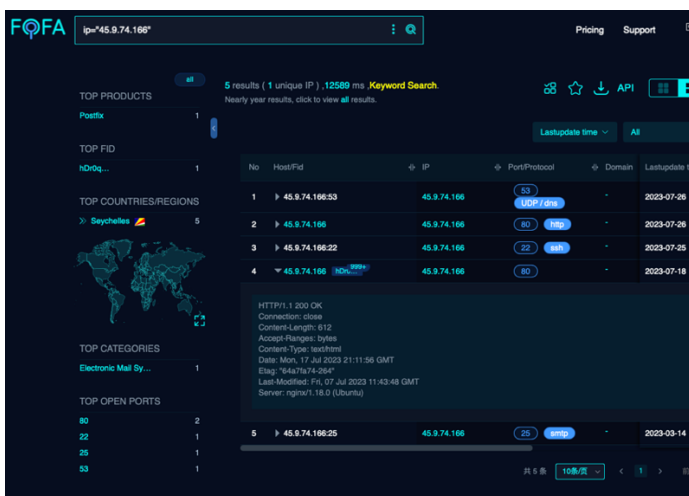 FOFA
ip="45.9.74.166"
Pricing
Support
all
5 results ( 1 unique IP ) ,12589 ms ,Keyword Search.
Nearly year results, click to view all results.
API
TOP PRODUCTS
Postfix 1
TOP FID
hDr0q... 1
TOP COUNTRIES/REGIONS
Seychelles 5
TOP CATEGORIES
Electronic Mail Sy... 1
TOP OPEN PORTS
80 2
22 1
25 1
53 1
Lastupdate time
All
No Host/Fid IP Port/Protocol Domain Lastupdate
1 45.9.74.166:53 45.9.74.166 53 UDP / dns - 2023-07-26
2 45.9.74.166 45.9.74.166 80 http - 2023-07-26
3 45.9.74.166:22 45.9.74.166 22 ssh - 2023-07-25
4 45.9.74.166 999+ 45.9.74.166 80 2023-07-18
HTTP/1.1 200 OK
Connection: close
Content-Length: 612
Accept-Ranges: bytes
Content-Type: text/html
Date: Mon, 17 Jul 2023 21:11:56 GMT
Etag: "64a7fa74-264"
Last-Modified: Fri, 07 Jul 2023 11:43:48 GMT
Server: nginx/1.18.0 (Ubuntu)
5 45.9.74.166:25 45.9.74.166 25 smtp - 2023-03-14
共 5 条 10条/页 1